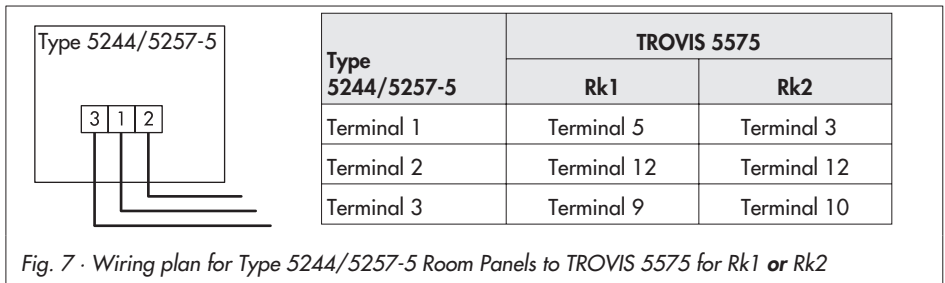 Type 5244/5257-5
3 1 2
Type 5244/5257-5 TROVIS 5575
Rk1 Rk2
Terminal 1 Terminal 5 Terminal 3
Terminal 2 Terminal 12 Terminal 12
Terminal 3 Terminal 9 Terminal 10
Fig. 7 · Wiring plan for Type 5244/5257-5 Room Panels to TROVIS 5575 for Rk1 or Rk2